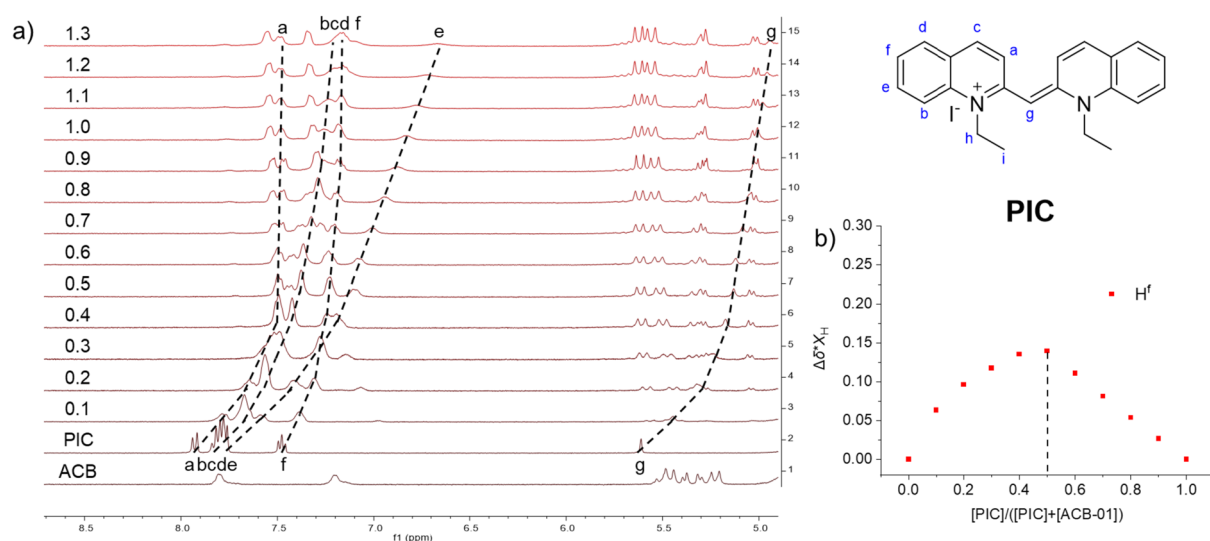 a)
a
bcd f
e
g
1.3
15
1.2
14
1.1
13
1.0
12
0.9
11
0.8
10
0.7
9
0.6
8
0.5
7
0.4
6
0.3
5
0.2
4
0.1
3
PIC
2
a bcde f g
ACB
1
8.5 8.0 7.5 7.0 6.5 6.0 5.5 5.0
f1 (ppm)
d c
f a
e
b N + g N
I-
h
i
PIC
b)
0.30
0.25
0.20
0.15
0.10
0.05
0.00
Hf
Δδ*XH
0.0 0.2 0.4 0.6 0.8 1.0
[PIC]/([PIC]+[ACB-01])